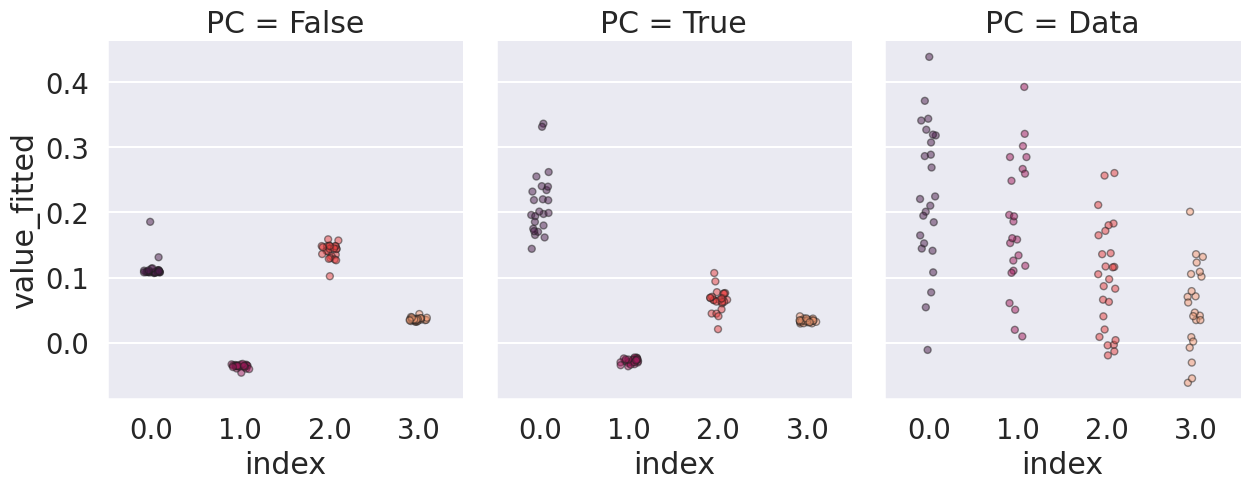 PC = False
PC = True
PC = Data
value_fitted
0.4
0.3
0.2
0.1
0.0
0.0 1.0 2.0 3.0
0.0 1.0 2.0 3.0
0.0 1.0 2.0 3.0
index
index
index